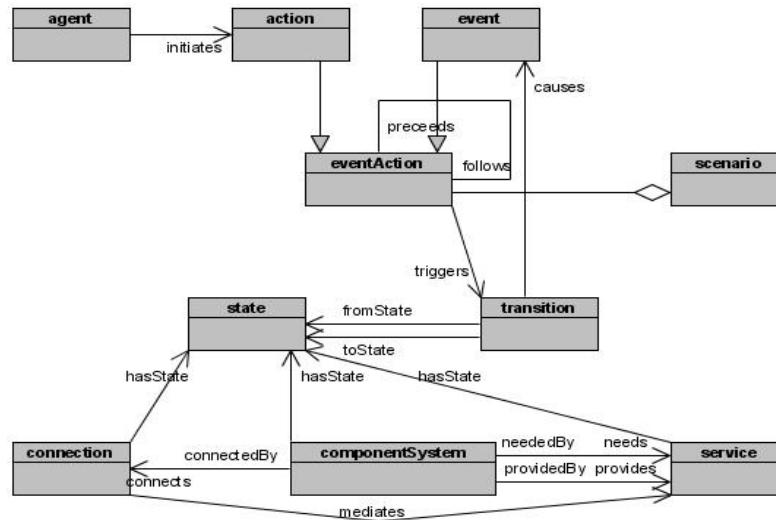 agent
action
event
initiates
causes
preceeds
eventAction
follows
scenario
triggers
state
fromState
transition
toState
hasState
hasState
hasState
connection
connectedBy
componentSystem
neededBy
needs
service
connects
providedBy
provides
mediates